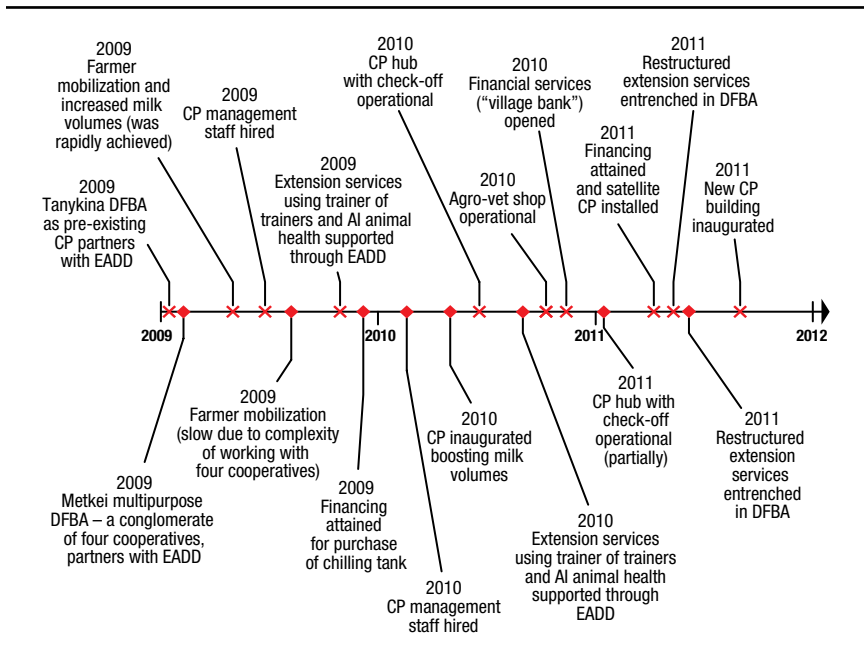 2009
Farmer
mobilization and
increased milk
volumes (was
rapidly achieved)
2009
CP management
staff hired
2010
CP hub
with check-off
operational
2010
Financial services
(“village bank”)
opened
2011
Restructured
extension services
entrenched in DFBA
2009
Tanykina DFBA
as pre-existing
CP partners
with EADD
2009
Extension services
using trainer of
trainers and AI animal
health supported
through EADD
2010
Agro-vet shop
operational
2011
Financing
attained
and satellite
CP installed
2011
New CP
building
inaugurated
2009
2010
2011
2012
2009
Metkei multipurpose
DFBA – a conglomerate
of four cooperatives,
partners with EADD
2009
Farmer mobilization
(slow due to complexity
of working with
four cooperatives)
2009
Financing
attained
for purchase
of chilling tank
2010
CP management
staff hired
2010
CP inaugurated
boosting milk
volumes
2010
Extension services
using trainer of trainers
and AI animal health
supported through
EADD
2011
CP hub with
check-off
operational
(partially)
2011
Restructured
extension
services
entrenched
in DFBA